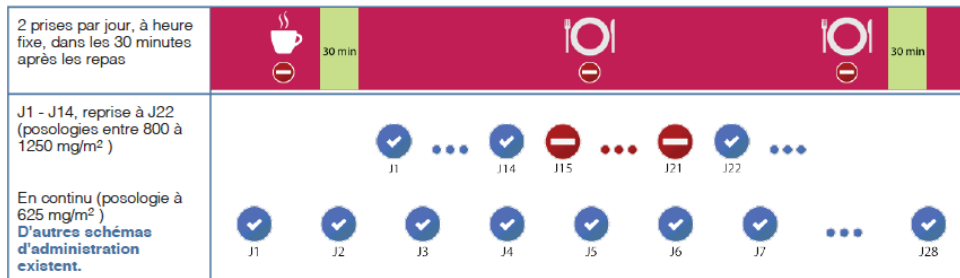 2 prises par jour, à heure
fixe, dans les 30 minutes
après les repas
30 min
30 min
J1 - J14, reprise à J22
(posologies entre 800 à
1250 mg/m² )
J1
J14
J15
J21
J22
En continu (posologie à
625 mg/m² )
D'autres schémas
d'administration
existent.
J1
J2
J3
J4
J5
J6
J7
J28